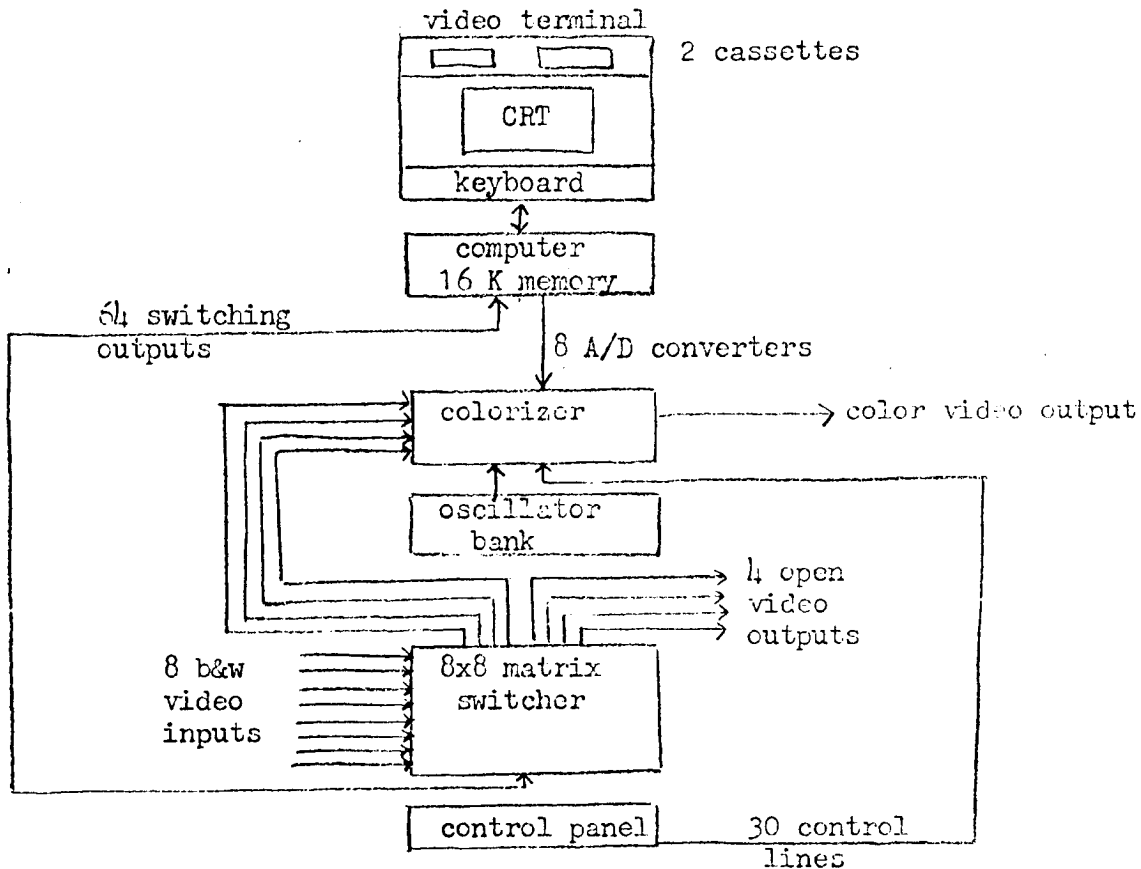 video terminal
2 cassettes
CRT
keyboard
computer
16 K memory
64 switching
outputs
8 A/D converters
colorizer
color video output
oscillator
bank
4 open
video
outputs
8 b&w
video
inputs
8x8 matrix
switcher
control panel
30 control
lines